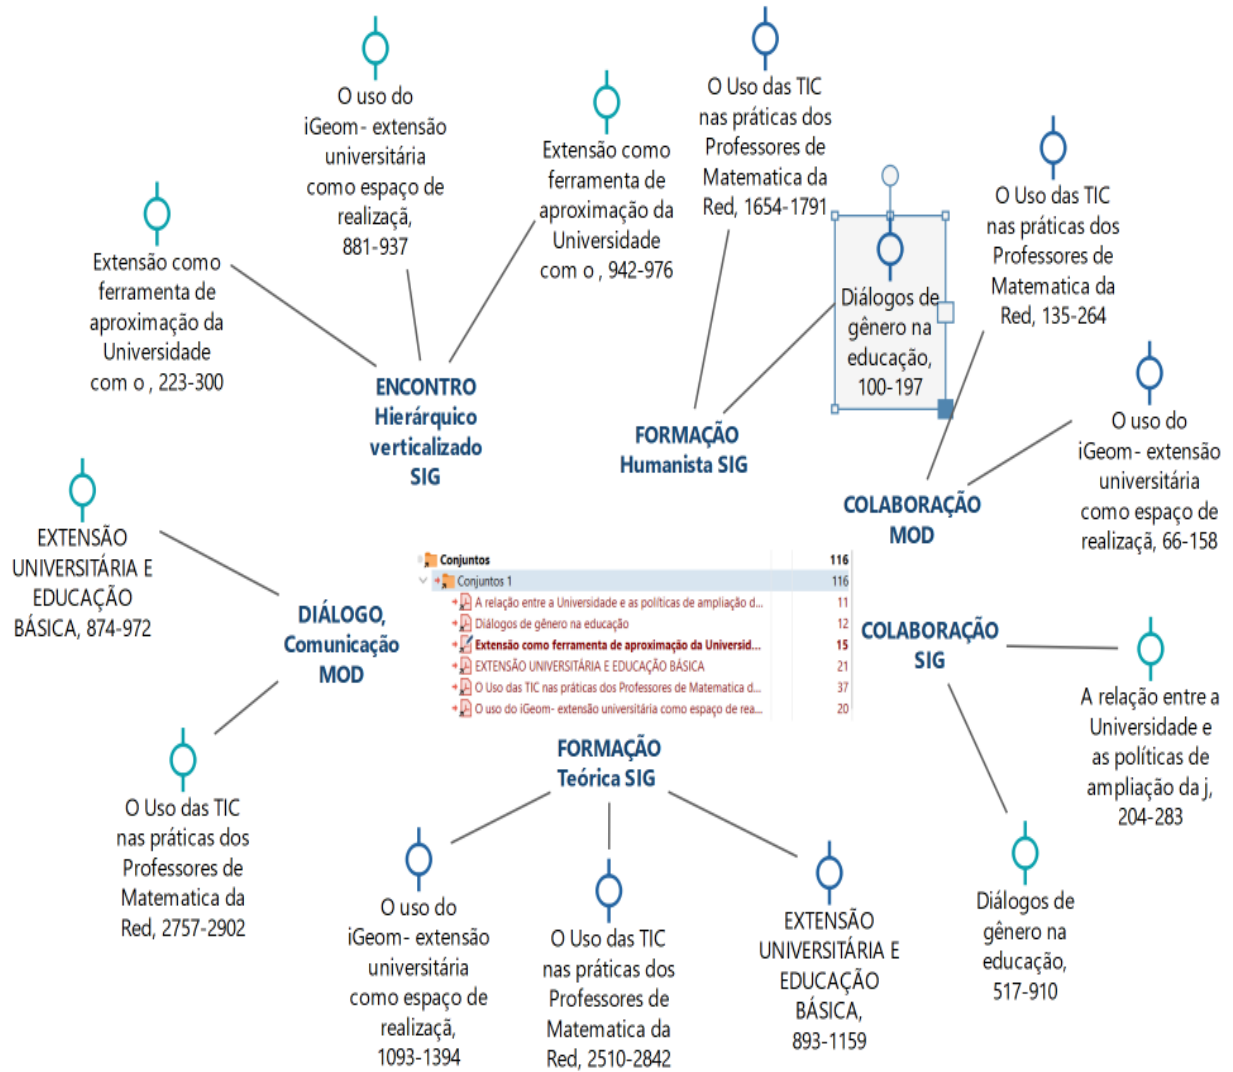 O uso do
iGeom- extensão
universitária
como espaço de
realizaçã,
881-937
O Uso das TIC
nas práticas dos
Professores de
Matematica da
Red, 1654-1791
Extensão como
ferramenta de
aproximação da
Universidade
com o , 942-976
O Uso das TIC
nas práticas dos
Professores de
Matematica da
Red, 135-264
Extensão como
ferramenta de
aproximação da
Universidade
com o , 223-300
Diálogos de
gênero na
educação,
100-197
ENCONTRO
Hierárquico
verticalizado
SIG
FORMAÇÃO
Humanista SIG
COLABORAÇÃO
MOD
O uso do
iGeom- extensão
universitária
como espaço de
realizaçã, 66-158
EXTENSÃO
UNIVERSITÁRIA E
EDUCAÇÃO
BÁSICA, 874-972
DIÁLOGO,
Comunicação
MOD
Conjuntos 116
Conjuntos 1 116
A relação entre a Universidade e as políticas de ampliação d... 11
Diálogos de gênero na educação 12
Extensão como ferramenta de aproximação da Universid... 15
EXTENSÃO UNIVERSITÁRIA E EDUCAÇÃO BÁSICA 21
O Uso das TIC nas práticas dos Professores de Matematica d... 37
O uso do iGeom- extensão universitária como espaço de rea... 20
COLABORAÇÃO
SIG
A relação entre a
Universidade e
as políticas de
ampliação da j,
204-283
FORMAÇÃO
Teórica SIG
O Uso das TIC
nas práticas dos
Professores de
Matematica da
Red, 2757-2902
O uso do
iGeom- extensão
universitária
como espaço de
realizaçã,
1093-1394
O Uso das TIC
nas práticas dos
Professores de
Matematica da
Red, 2510-2842
EXTENSÃO
UNIVERSITÁRIA E
EDUCAÇÃO
BÁSICA,
893-1159
Diálogos de
gênero na
educação,
517-910